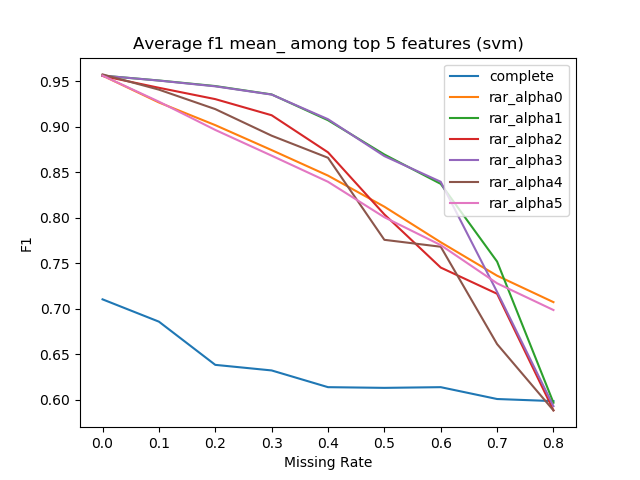 Average f1 mean_ among top 5 features (svm)
complete
rar_alpha0
rar_alpha1
rar_alpha2
rar_alpha3
rar_alpha4
rar_alpha5
0.95
0.90
0.85
0.80
0.75
0.70
0.65
0.60
F1
0.0 0.1 0.2 0.3 0.4 0.5 0.6 0.7 0.8
Missing Rate